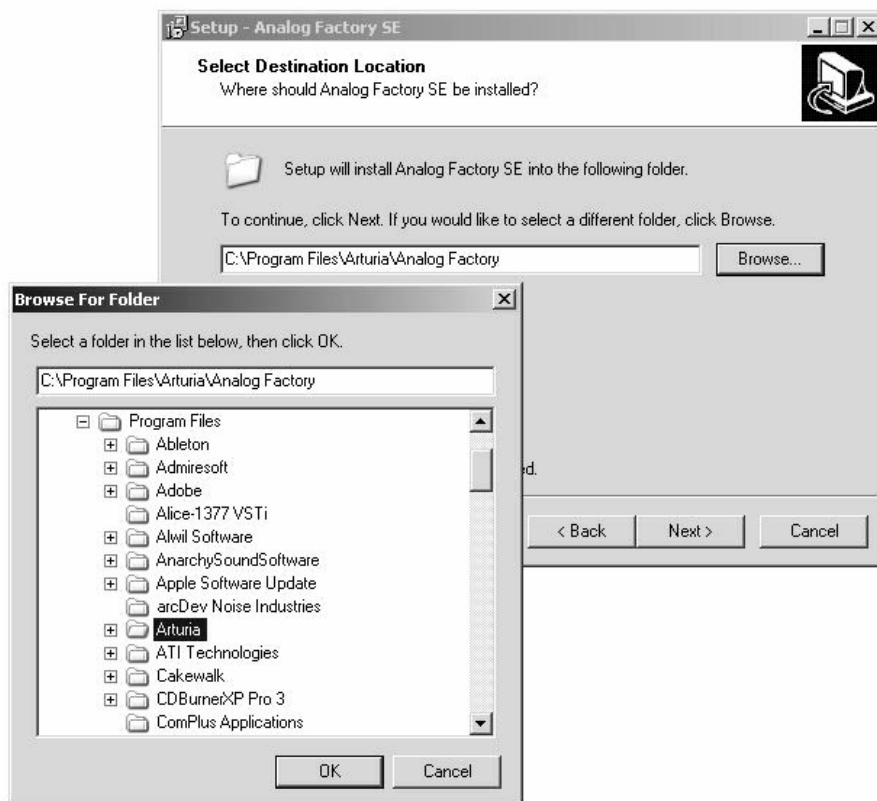 Setup - Analog Factory SE
Select Destination Location
Where should Analog Factory SE be installed?
Setup will install Analog Factory SE into the following folder.
To continue, click Next. If you would like to select a different folder, click Browse.
C:\Program Files\Arturia\Analog Factory
Browse...
ed.
< Back
Next >
Cancel
Browse For Folder
Select a folder in the list below, then click OK.
C:\Program Files\Arturia\Analog Factory
Program Files
Ableton
Admiresoft
Adobe
Alice-1377 VSTi
Alwil Software
AnarchySoundSoftware
Apple Software Update
arcDev Noise Industries
Arturia
ATI Technologies
Cakewalk
CDBurnerXP Pro 3
ComPlus Applications
OK
Cancel